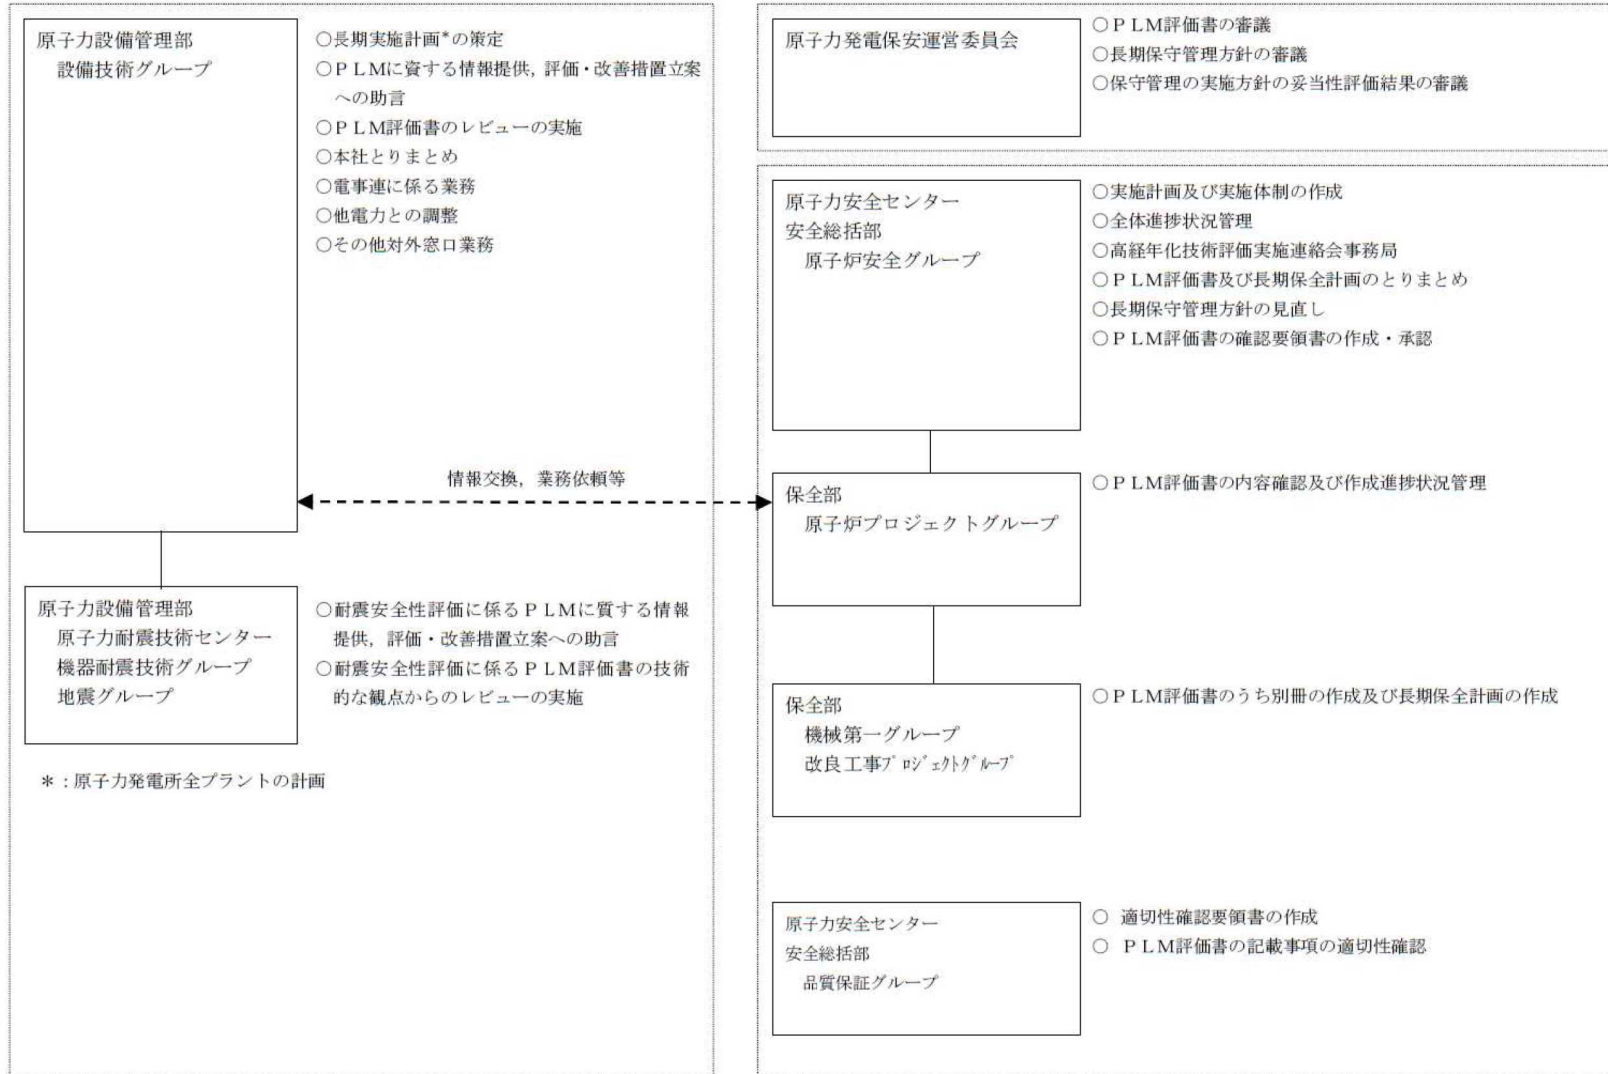 原子力設備管理部
設備技術グループ
○長期実施計画*の策定
○ＰＬＭに資する情報提供，評価・改善措置立案
への助言
○ＰＬＭ評価書のレビューの実施
○本社とりまとめ
○電事連に係る業務
○他電力との調整
○その他対外窓口業務
情報交換，業務依頼等
原子力設備管理部
原子力耐震技術センター
機器耐震技術グループ
地震グループ
○耐震安全性評価に係るＰＬＭに質する情報
提供，評価・改善措置立案への助言
○耐震安全性評価に係るＰＬＭ評価書の技術
的な観点からのレビューの実施
＊：原子力発電所全プラントの計画
原子力発電保安運営委員会
○ＰＬＭ評価書の審議
○長期保守管理方針の審議
○保守管理の実施方針の妥当性評価結果の審議
原子力安全センター
安全総括部
原子炉安全グループ
○実施計画及び実施体制の作成
○全体進捗状況管理
○高経年化技術評価実施連絡会事務局
○ＰＬＭ評価書及び長期保全計画のとりまとめ
○長期保守管理方針の見直し
○ＰＬＭ評価書の確認要領書の作成・承認
保全部
原子炉プロジェクトグループ
○ＰＬＭ評価書の内容確認及び作成進捗状況管理
保全部
機械第一グループ
改良工事ﾌﾟﾛｼﾞｪｸﾄｸﾞﾙｰﾌﾟ
○ＰＬＭ評価書のうち別冊の作成及び長期保全計画の作成
原子力安全センター
安全総括部
品質保証グループ
○ 適切性確認要領書の作成
○ ＰＬＭ評価書の記載事項の適切性確認